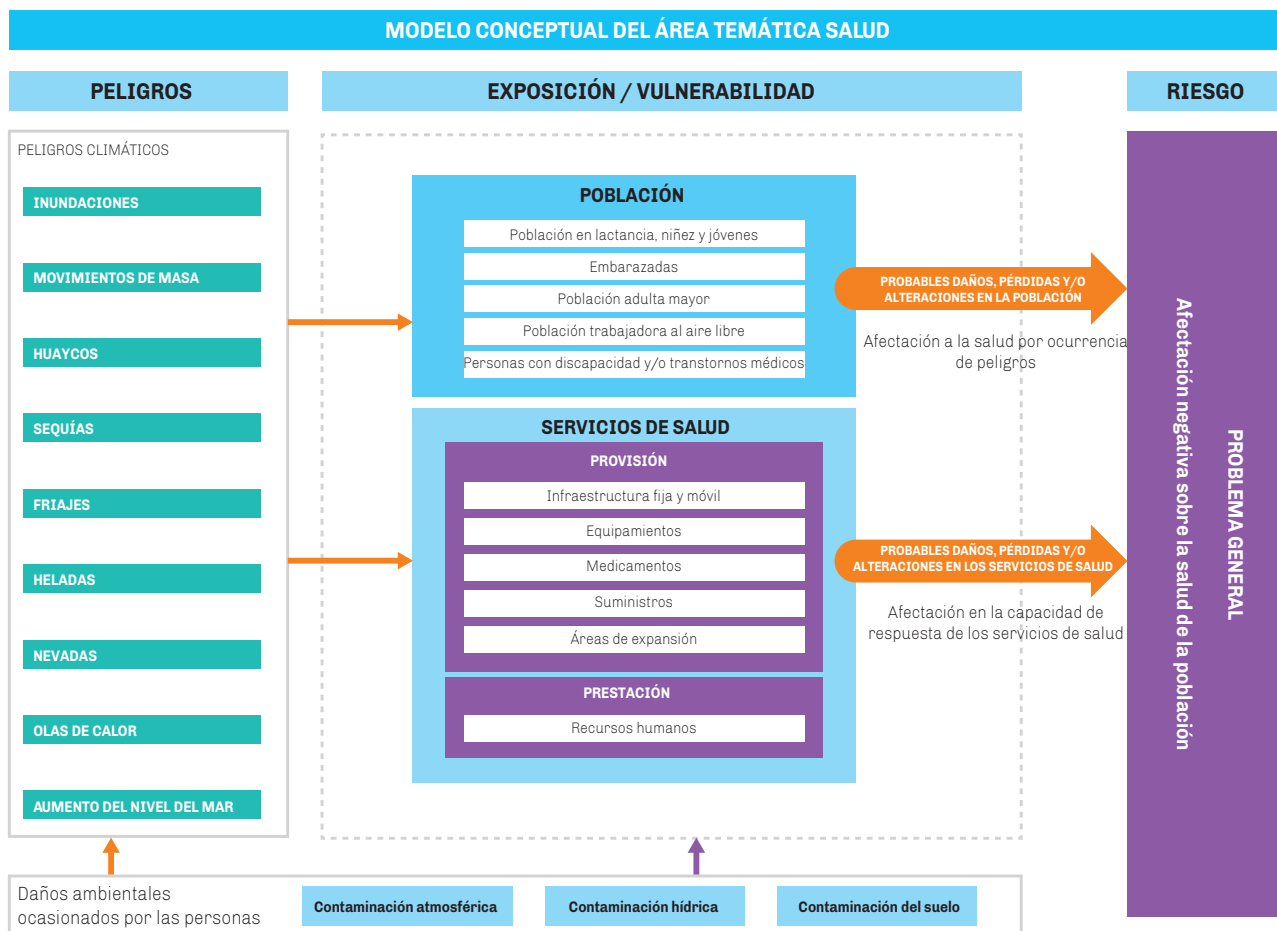 MODELO CONCEPTUAL DEL ÁREA TEMÁTICA SALUD
PELIGROS
EXPOSICIÓN / VULNERABILIDAD
RIESGO
PELIGROS CLIMÁTICOS
INUNDACIONES
MOVIMIENTOS DE MASA
HUAYCOS
SEQUÍAS
FRIAJES
HELADAS
NEVADAS
OLAS DE CALOR
AUMENTO DEL NIVEL DEL MAR
POBLACIÓN
Población en lactancia, niñez y jóvenes
Embarazadas
Población adulta mayor
Población trabajadora al aire libre
Personas con discapacidad y/o transtornos médicos
SERVICIOS DE SALUD
PROVISIÓN
Infraestructura fija y móvil
Equipamientos
Medicamentos
Suministros
Áreas de expansión
PRESTACIÓN
Recursos humanos
PROBABLES DAÑOS, PÉRDIDAS Y/O
ALTERACIONES EN LA POBLACIÓN
Afectación a la salud por ocurrencia
de peligros
PROBABLES DAÑOS, PÉRDIDAS Y/O
ALTERACIONES EN LOS SERVICIOS DE SALUD
Afectación en la capacidad de
respuesta de los servicios de salud
PROBLEMA GENERAL
Afectación negativa sobre la salud de la población
Daños ambientales
ocasionados por las personas
Contaminación atmosférica
Contaminación hídrica
Contaminación del suelo